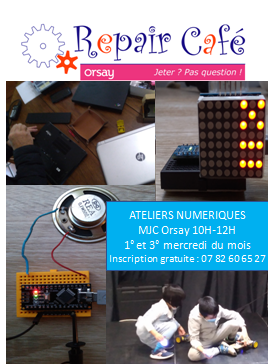 Repair Café
orsay
Jeter ? Pas question !
REA
ATELIERS NUMERIQUES
MJC Orsay 10H-12H
1° et 3° mercredi du mois
Inscription gratuite : 07 82 60 65 27